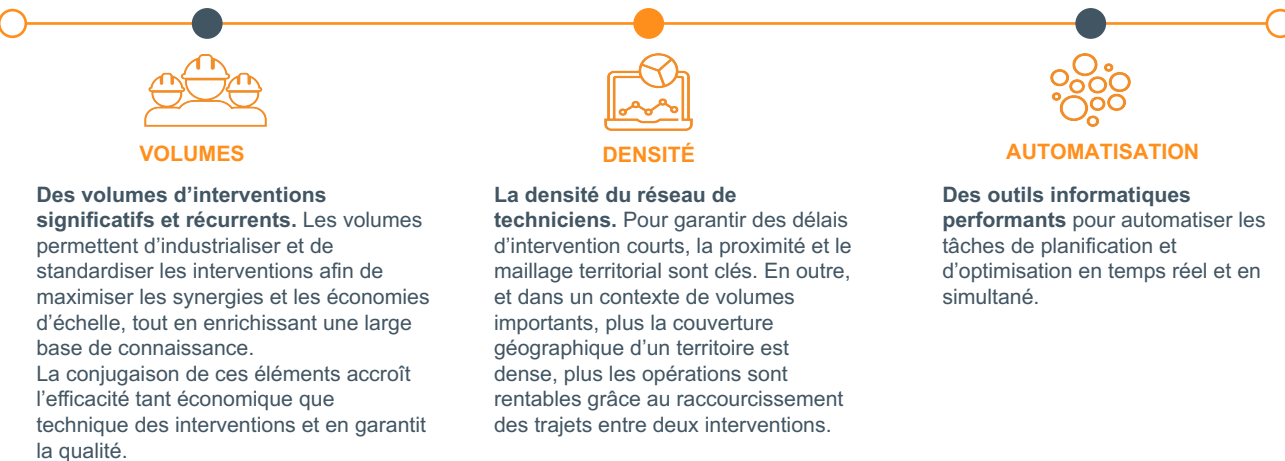 VOLUMES
Des volumes d’interventions
significatifs et récurrents. Les volumes
permettent d’industrialiser et de
standardiser les interventions afin de
maximiser les synergies et les économies
d’échelle, tout en enrichissant une large
base de connaissance.
La conjugaison de ces éléments accroît
l’efficacité tant économique que
technique des interventions et en garantit
la qualité.
DENSITÉ
La densité du réseau de
techniciens. Pour garantir des délais
d’intervention courts, la proximité et le
maillage territorial sont clés. En outre,
et dans un contexte de volumes
importants, plus la couverture
géographique d’un territoire est
dense, plus les opérations sont
rentables grâce au raccourcissement
des trajets entre deux interventions.
AUTOMATISATION
Des outils informatiques
performants pour automatiser les
tâches de planification et
d’optimisation en temps réel et en
simultané.